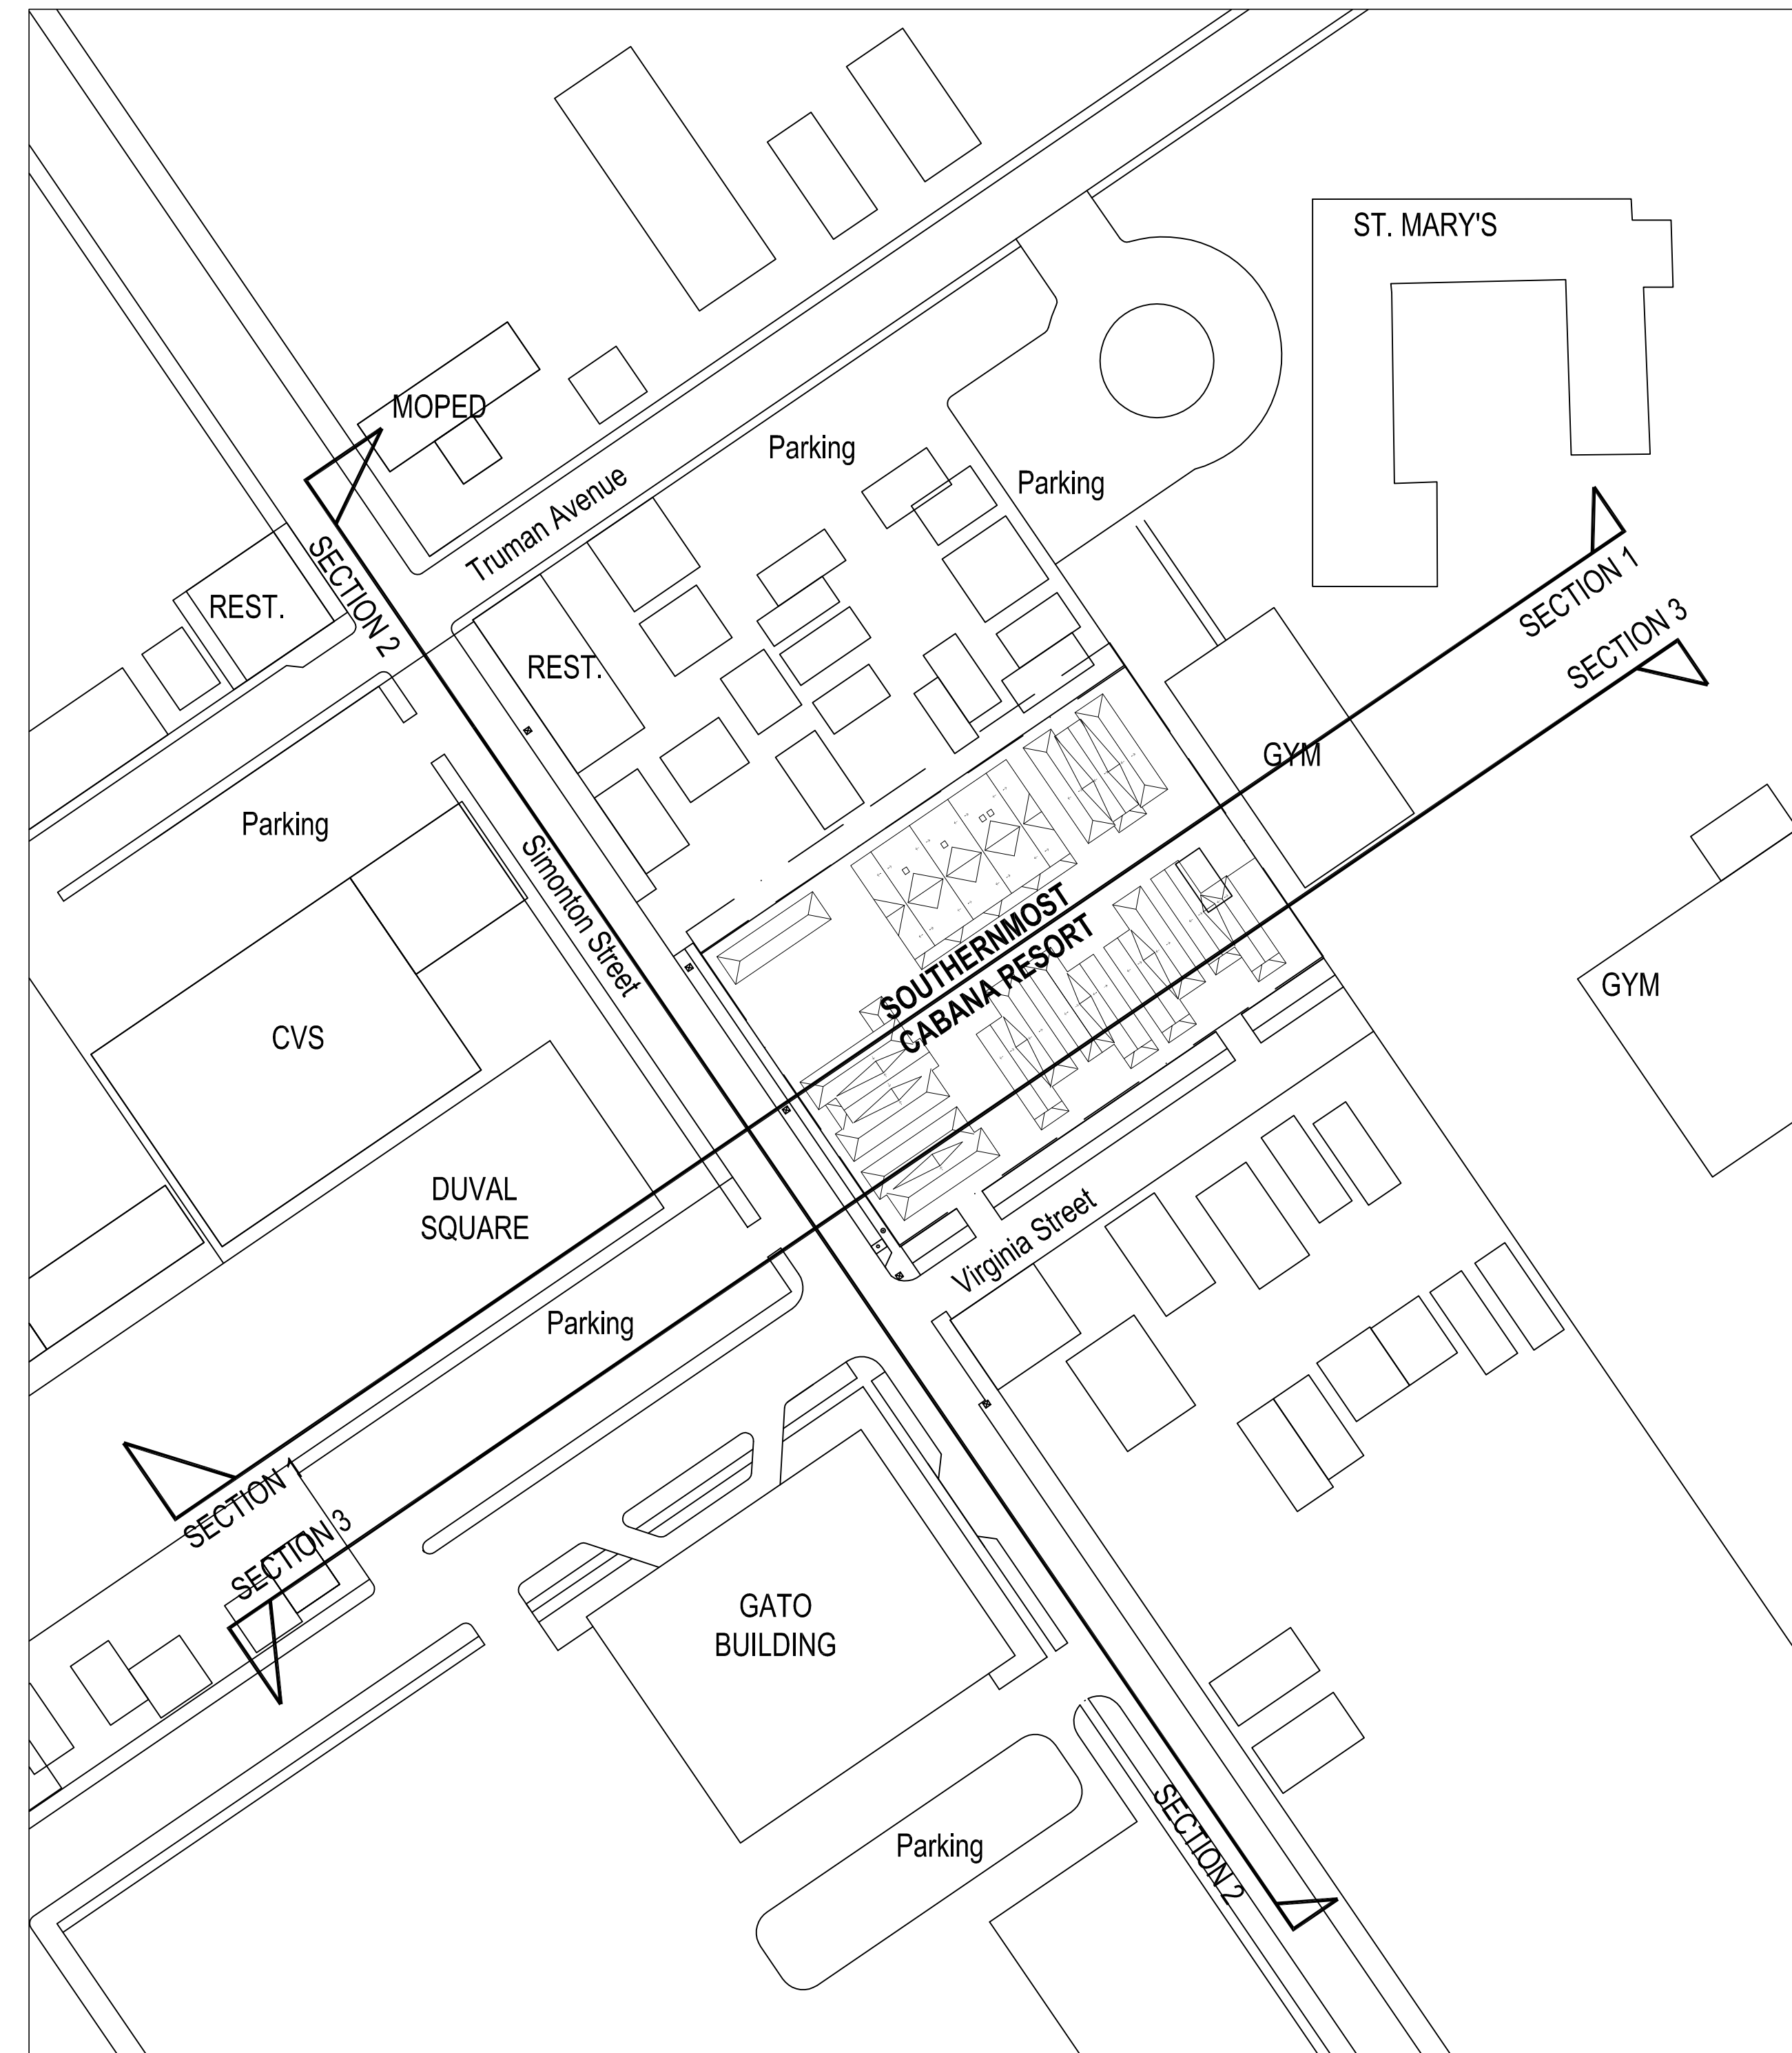 ST. MARY'S
MOPED
Parking
Parking
Truman Avenue
SECTION 2
REST.
REST.
SECTION 1
SECTION 3
GYM
Parking
Simonton Street
SOUTHERNMOST
CABANA RESORT
GYM
CVS
DUVAL
SQUARE
Virginia Street
Parking
SECTION 1
SECTION 3
GATO
BUILDING
Parking
SECTION 2